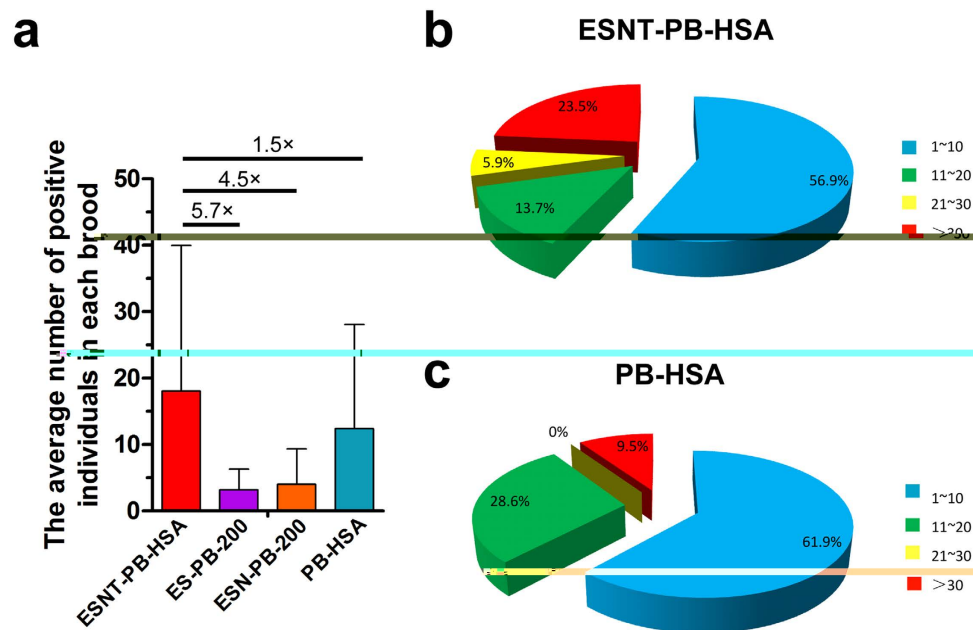 a
The average number of positive
individuals in each brood
1.5×
4.5×
5.7×
50
40
30
20
10
0
ESNT-PB-HSA
ES-PB-200
ESN-PB-200
PB-HSA
b
ESNT-PB-HSA
23.5%
5.9%
13.7%
56.9%
1~10
11~20
21~30
c
PB-HSA
0%
9.5%
28.6%
61.9%
1~10
11~20
21~30
>30